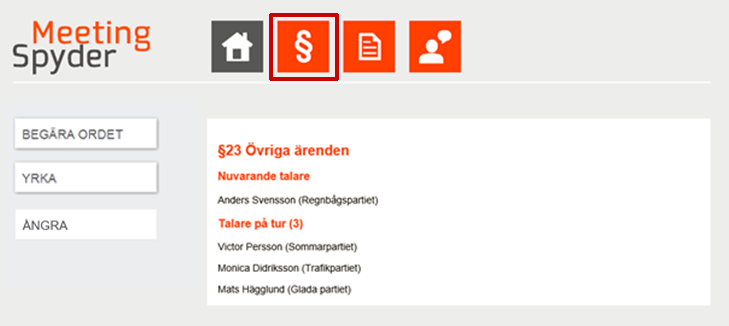 Meeting
Spyder
§
BEGÄRA ORDET
YRKA
ÅNGRA
§23 Övriga ärenden
Nuvarande talare
Anders Svensson (Regnbågspartiet)
Talare på tur (3)
Victor Persson (Sommarpartiet)
Monica Didriksson (Trafikpartiet)
Mats Hägglund (Glada partiet)